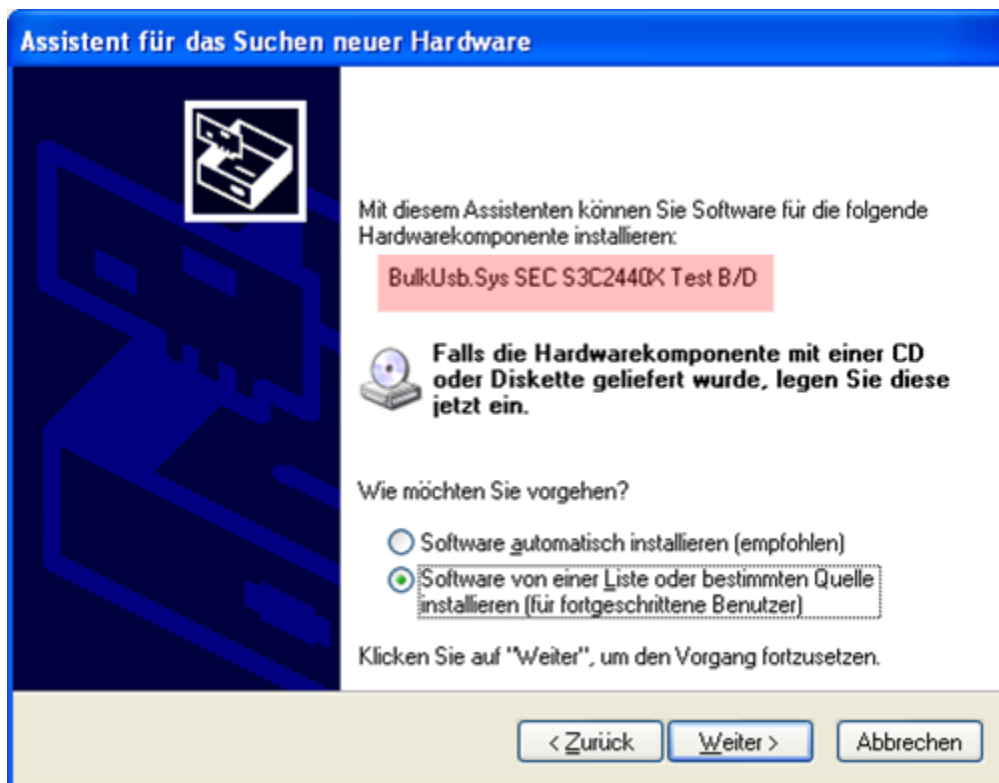 Assistent für das Suchen neuer Hardware
Mit diesem Assistenten können Sie Software für die folgende
Hardwarekomponente installieren:
BulkUsb.Sys SEC S3C2440X Test B/D
Falls die Hardwarekomponente mit einer CD
oder Diskette geliefert wurde, legen Sie diese
jetzt ein.
Wie möchten Sie vorgehen?
Software automatisch installieren (empfohlen)
Software von einer Liste oder bestimmten Quelle
installieren (für fortgeschrittene Benutzer)
Klicken Sie auf "Weiter", um den Vorgang fortzusetzen.
< Zurück
Weiter >
Abbrechen